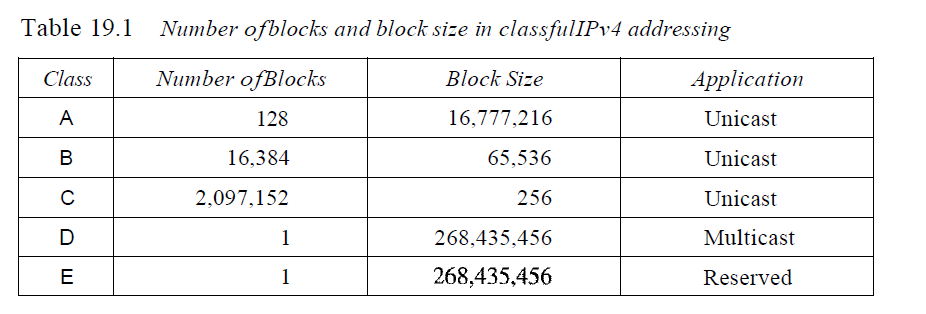 Table 19.1 Number ofblocks and block size in classfulIPv4 addressing
Class Number ofBlocks Block Size Application
A 128 16,777,216 Unicast
B 16,384 65,536 Unicast
C 2,097,152 256 Unicast
D 1 268,435,456 Multicast
E 1 268,435,456 Reserved